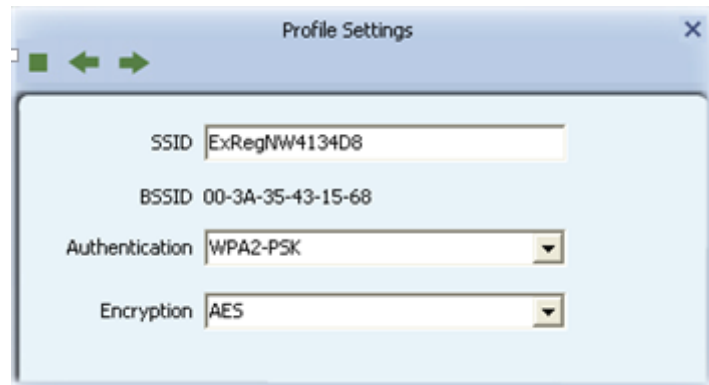 Profile Settings
SSID ExRegNW4134D8
BSSID 00-3A-35-43-15-68
Authentication WPA2-PSK
Encryption AES